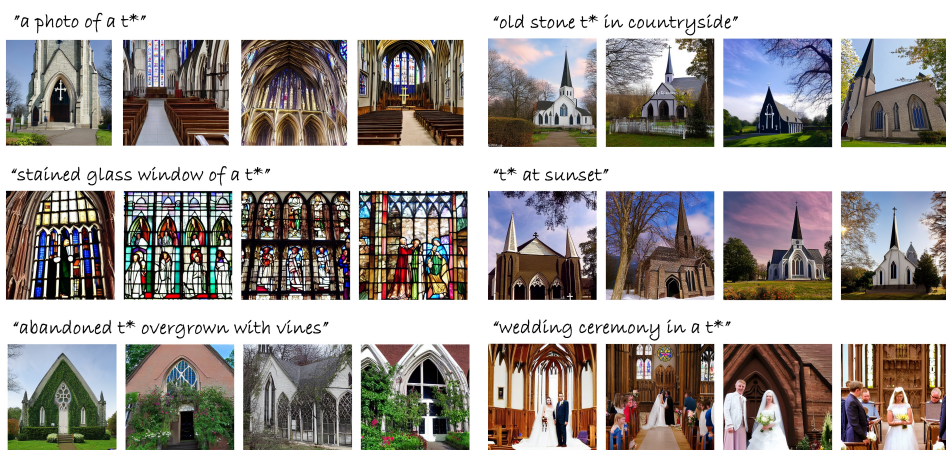 "a photo of a t*"
"old stone t* in countryside"
"stained glass window of a t*"
"t* at sunset"
"abandoned t* overgrown with vines"
"wedding ceremony in a t*"